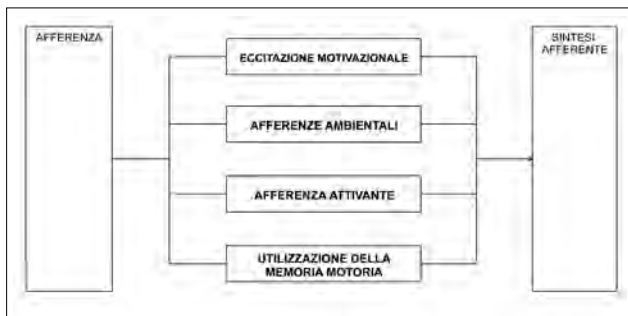 AFFERENZA
ECCITAZIONE MOTIVAZIONALE
AFFERENZE AMBIENTALI
AFFERENZA ATTIVANTE
UTILIZZAZIONE DELLA
MEMORIA MOTORIA
SINTESI
AFFERENTE